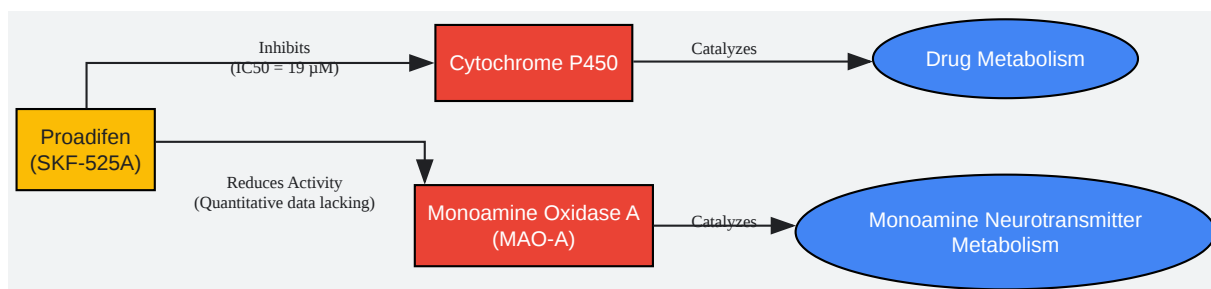 Inhibits
(IC50 = 19 µM)
Cytochrome P450
Catalyzes
Drug Metabolism
Proadifen
(SKF-525A)
Reduces Activity
(Quantitative data lacking)
Monoamine Oxidase A
(MAO-A)
Catalyzes
Monoamine Neurotransmitter
Metabolism